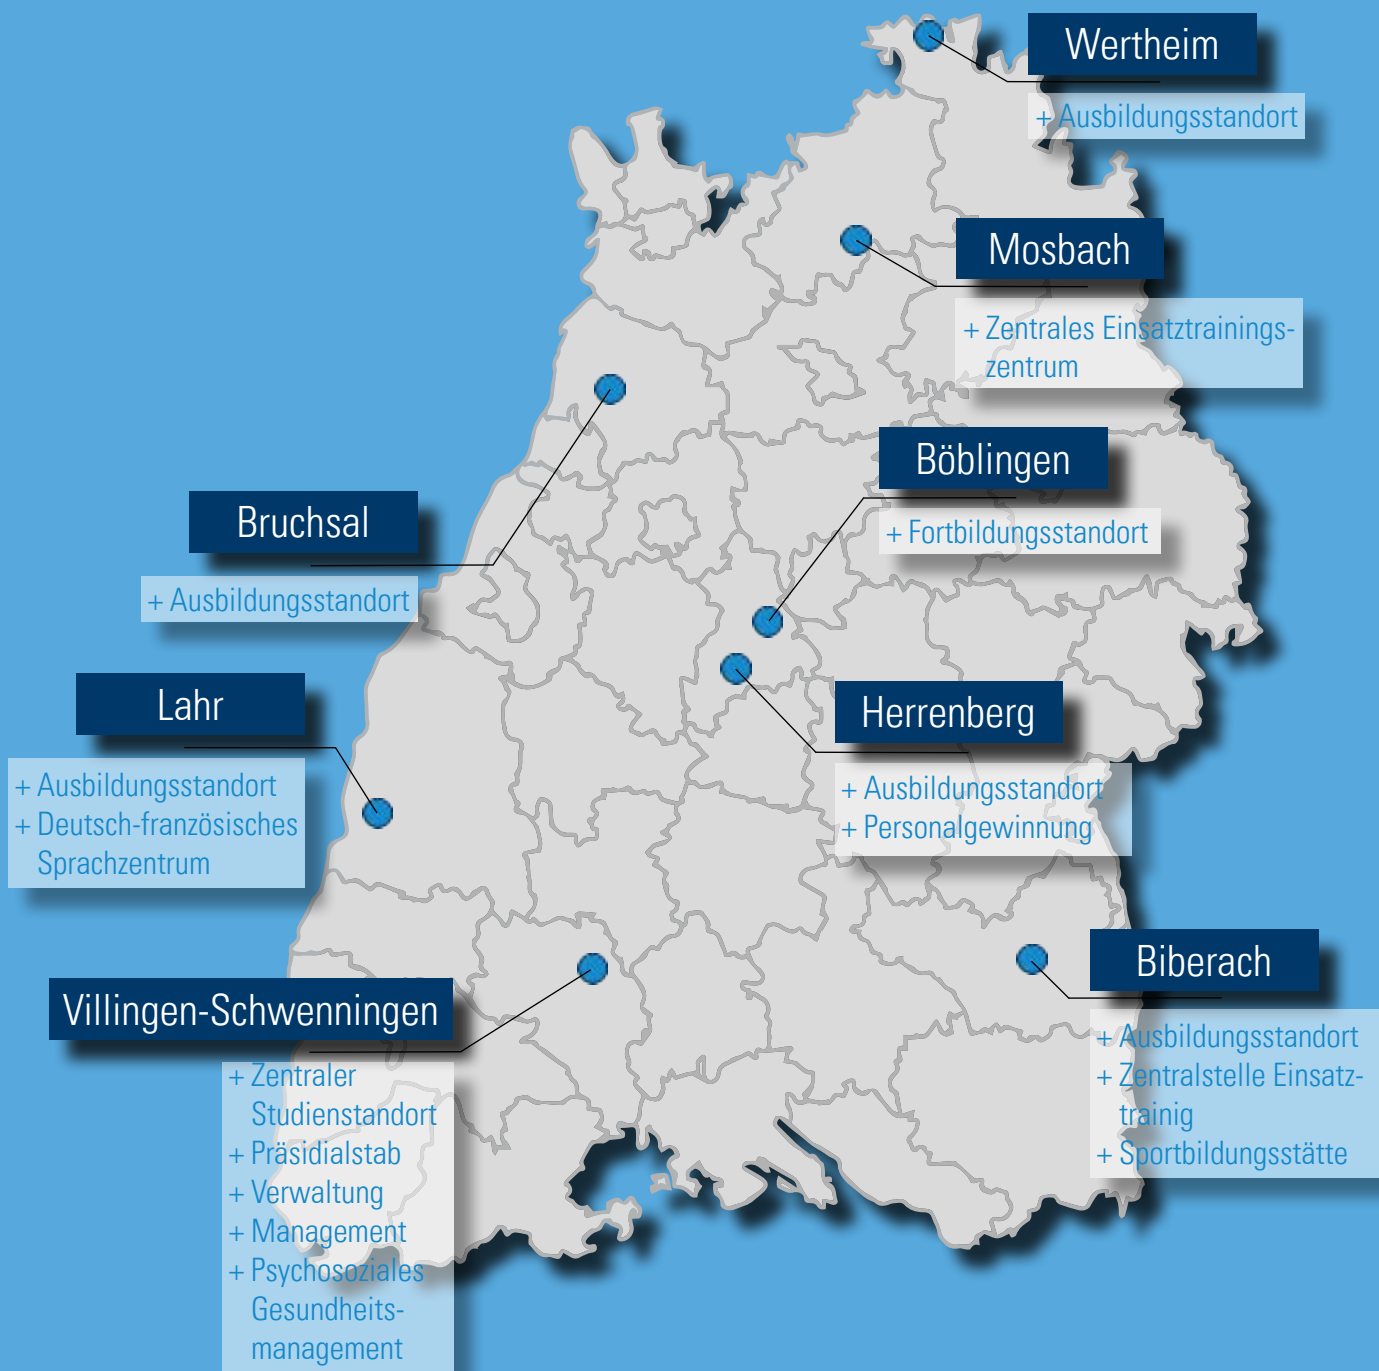 Wertheim
+ Ausbildungsstandort
Mosbach
+ Zentrales Einsatztrainings-
zentrum
Böblingen
+ Fortbildungsstandort
Bruchsal
+ Ausbildungsstandort
Lahr
+ Ausbildungsstandort
+ Deutsch-französisches
Sprachzentrum
Herrenberg
+ Ausbildungsstandort
+ Personalgewinnung
Villingen-Schwenningen
+ Zentraler
Studienstandort
+ Präsidialstab
+ Verwaltung
+ Management
+ Psychosoziales
Gesundheits-
management
Biberach
+ Ausbildungsstandort
+ Zentralstelle Einsatz-
trainig
+ Sportbildungsstätte